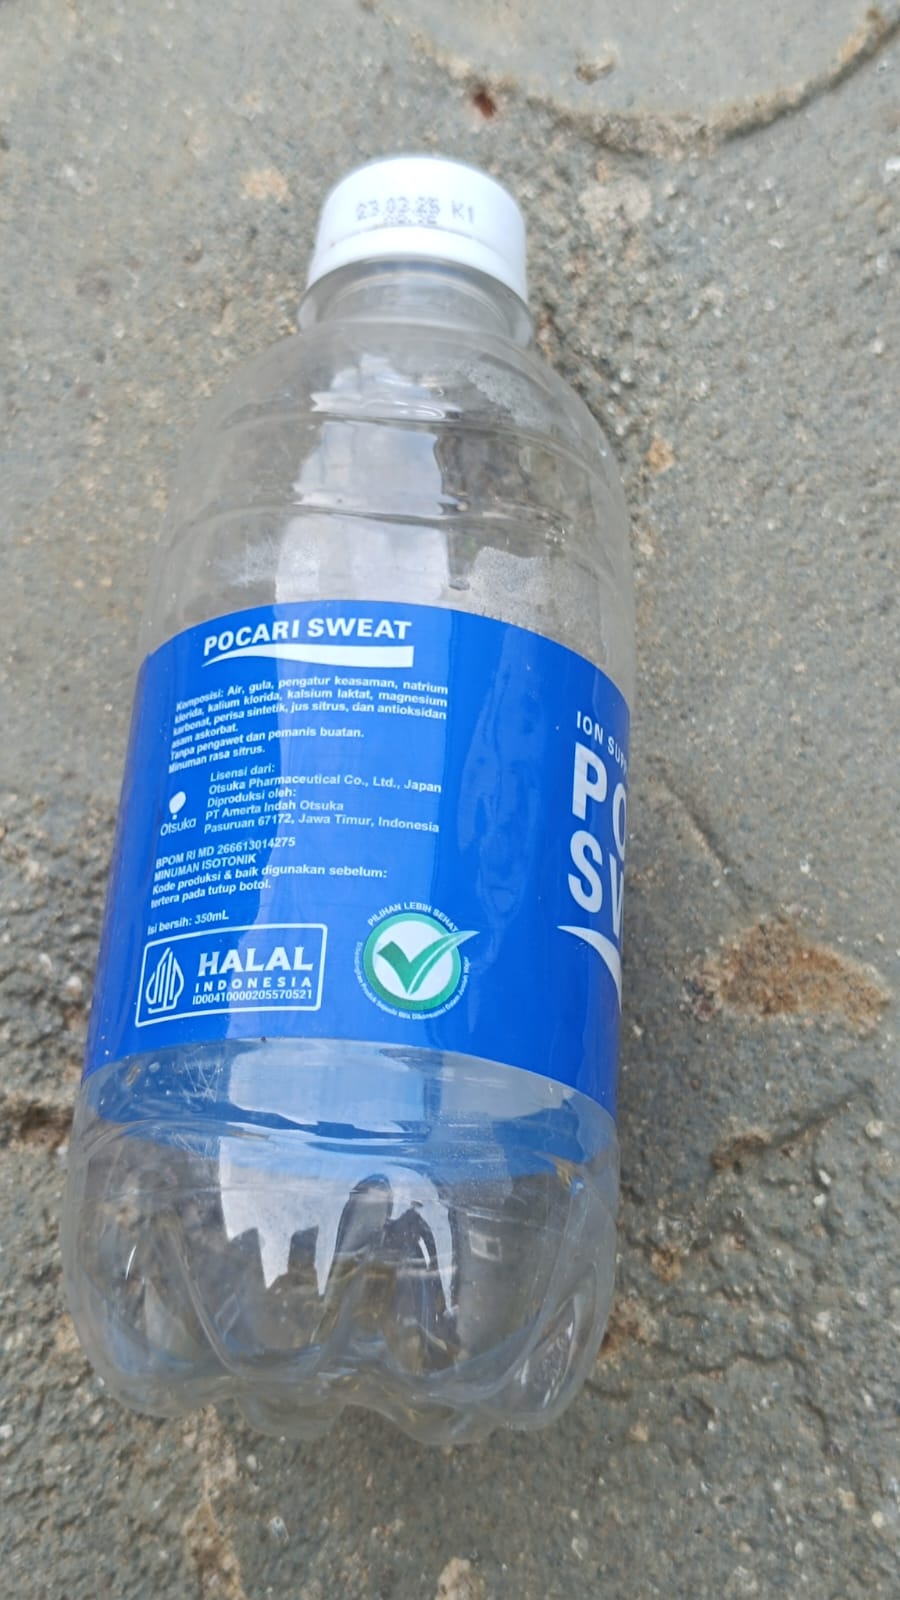 23.02.26 K1
POCARI SWEAT
Komposisi: Air, gula, pengatur keasaman, natrium
klorida, kalium klorida, kalsium laktat, magnesium
karbonat, perisa sintetik, jus sitrus, dan antioksidan
asam askorbat.
Tanpa pengawet dan pemanis buatan.
Minuman rasa sitrus.
Lisensi dari:
Otsuka Pharmaceutical Co., Ltd., Japan
Diproduksi oleh:
PT Amerta Indah Otsuka
Pasuruan 67172, Jawa Timur, Indonesia
Otsuka
BPOM RI MD 266613014275
MINUMAN ISOTONIK
Kode produksi & baik digunakan sebelum:
tertera pada tutup botol.
Isi bersih: 350mL
HALAL
INDONESIA
ID00410000205570521
PILIHAN LEBIH SEHAT
ION SUPP
PO
SW